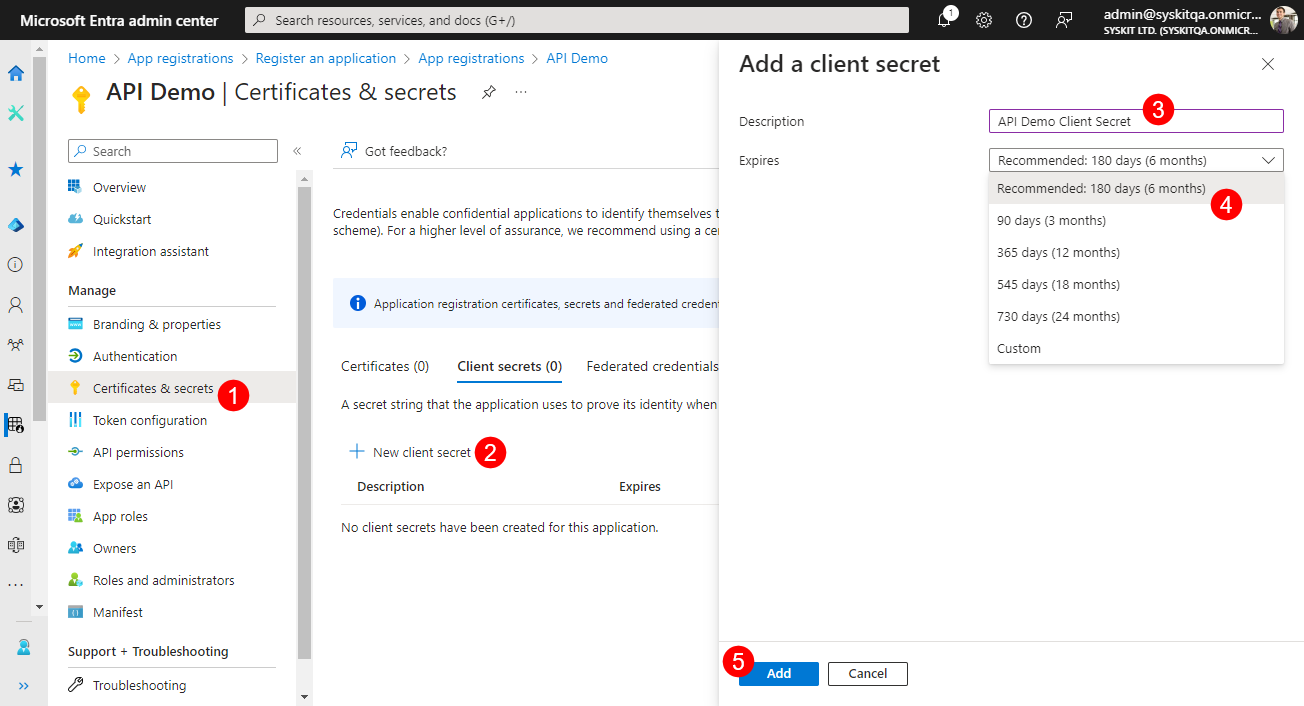 Microsoft Entra admin center
Search resources, services, and docs (G+/)
1
admin@syskitqa.onmicr...
SYSKIT LTD. (SYSKITQA.ONMICR...
Home > App registrations > Register an application > App registrations > API Demo
API Demo | Certificates & secrets
...
Search
«
Overview
Quickstart
Integration assistant
Manage
Branding & properties
Authentication
Certificates & secrets
1
Token configuration
API permissions
Expose an API
App roles
Owners
Roles and administrators
Manifest
Support + Troubleshooting
Troubleshooting
Got feedback?
Credentials enable confidential applications to identify themselves t
scheme). For a higher level of assurance, we recommend using a cer
Application registration certificates, secrets and federated credent
Certificates (0)
Client secrets (0)
Federated credentials
A secret string that the application uses to prove its identity when
New client secret
2
Description
Expires
No client secrets have been created for this application.
Add a client secret
Description
API Demo Client Secret
3
Expires
Recommended: 180 days (6 months)
Recommended: 180 days (6 months)
4
90 days (3 months)
365 days (12 months)
545 days (18 months)
730 days (24 months)
Custom
5
Add
Cancel